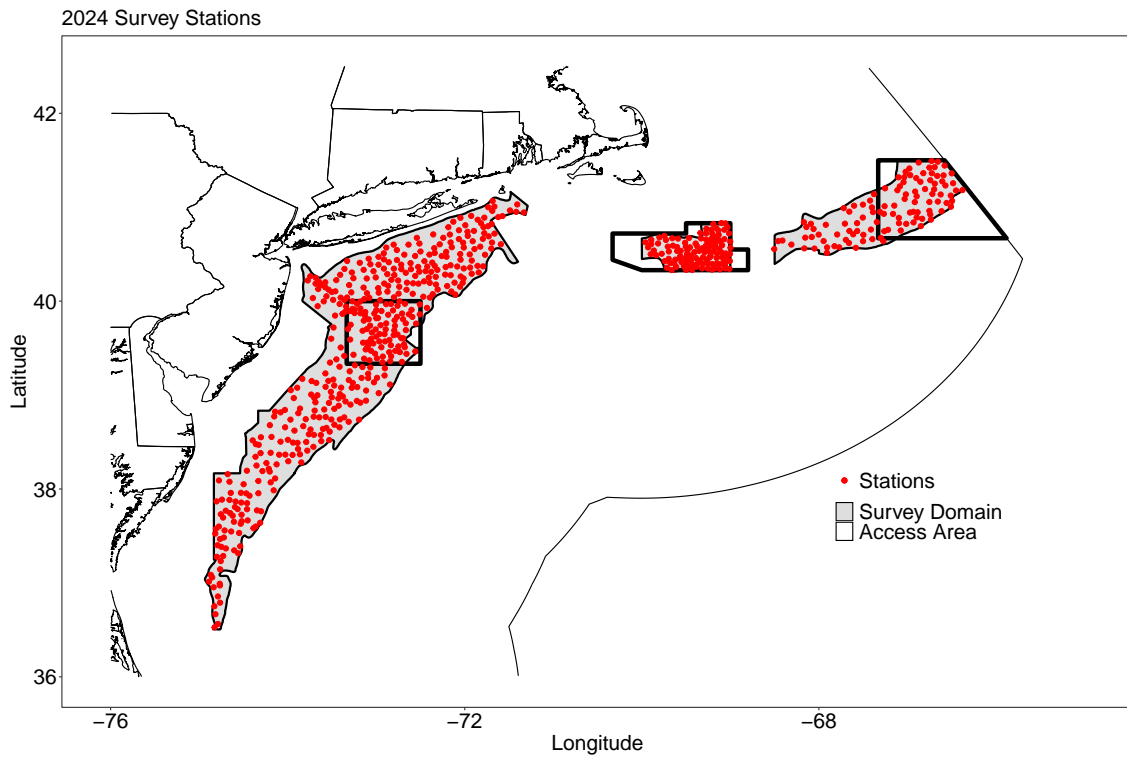 2024 Survey Stations
42
40
38
36
Latitude
−76
−72
−68
Longitude
Stations
Survey Domain
Access Area